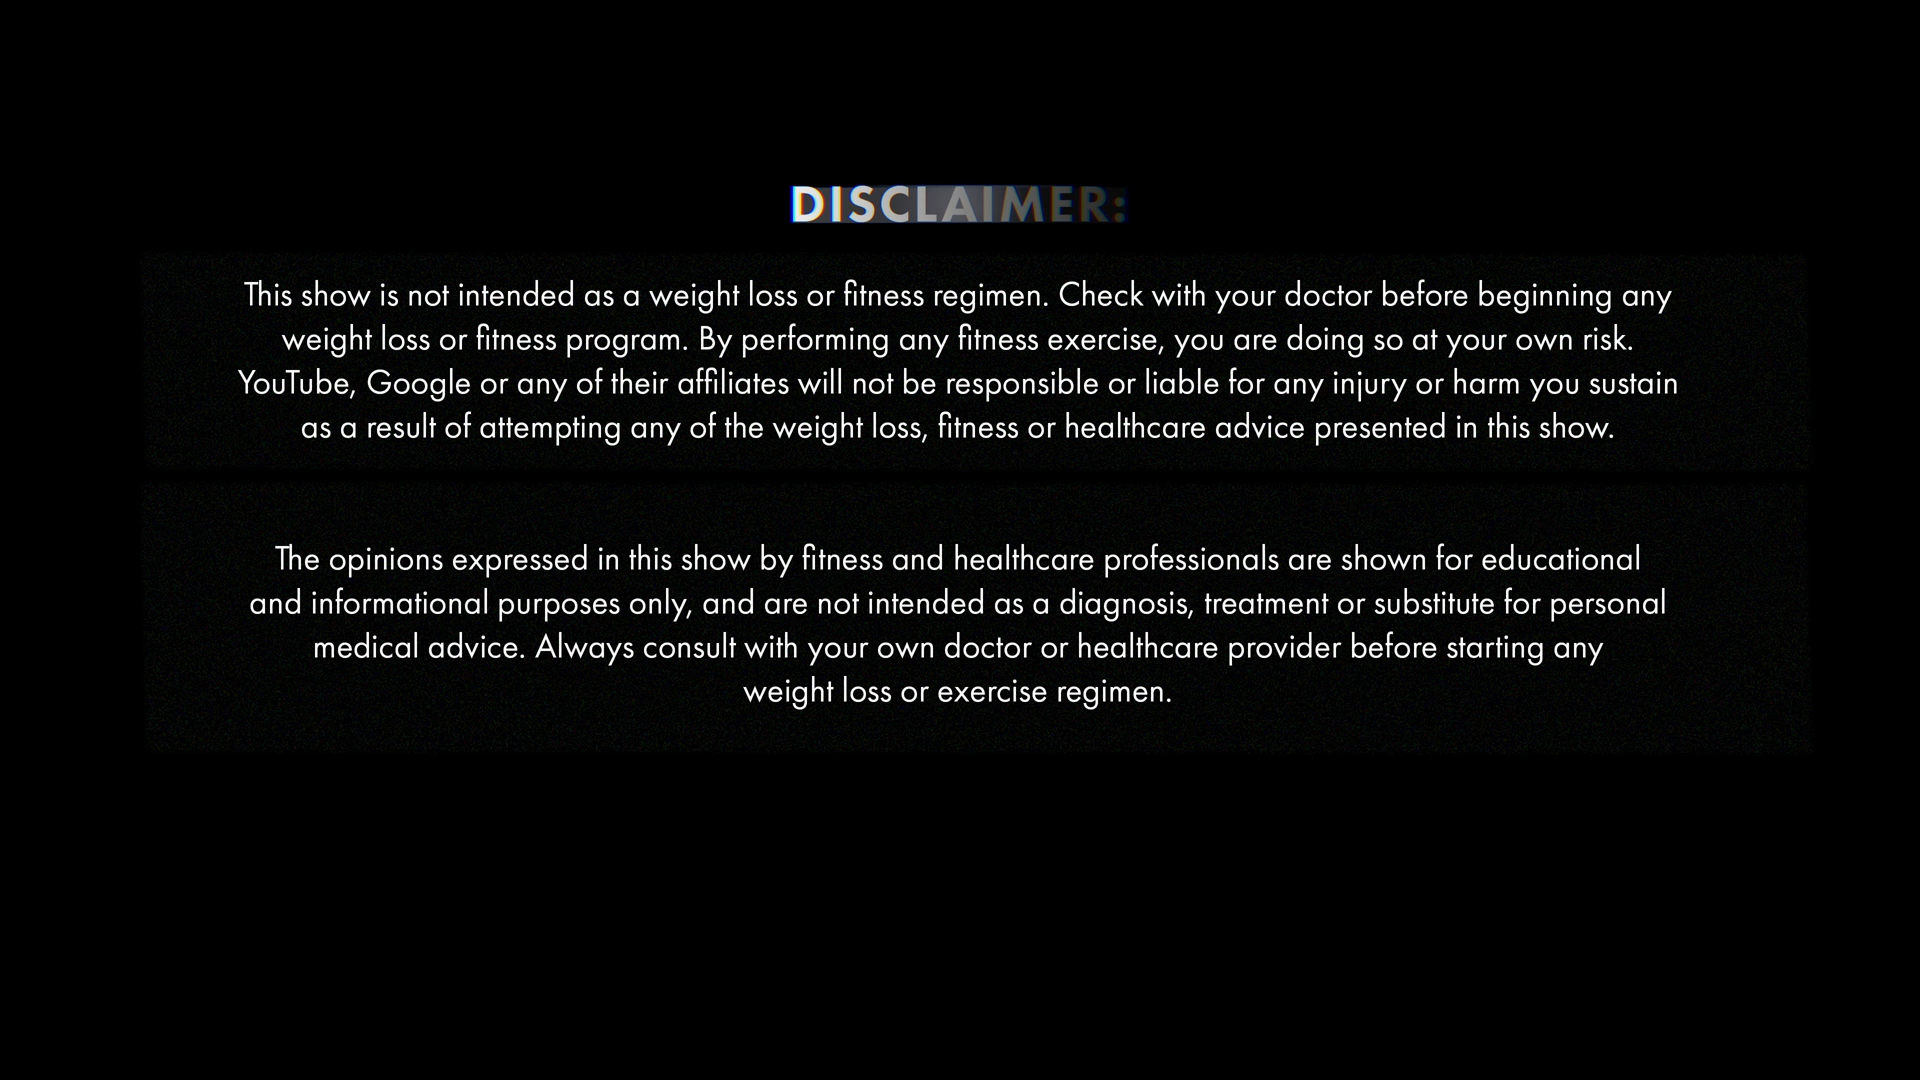 DISCLAIMER:
This show is not intended as a weight loss or fitness regimen. Check with your doctor before beginning any
weight loss or fitness program. By performing any fitness exercise, you are doing so at your own risk.
YouTube, Google or any of their affiliates will not be responsible or liable for any injury or harm you sustain
as a result of attempting any of the weight loss, fitness or healthcare advice presented in this show.
The opinions expressed in this show by fitness and healthcare professionals are shown for educational
and informational purposes only, and are not intended as a diagnosis, treatment or substitute for personal
medical advice. Always consult with your own doctor or healthcare provider before starting any
weight loss or exercise regimen.